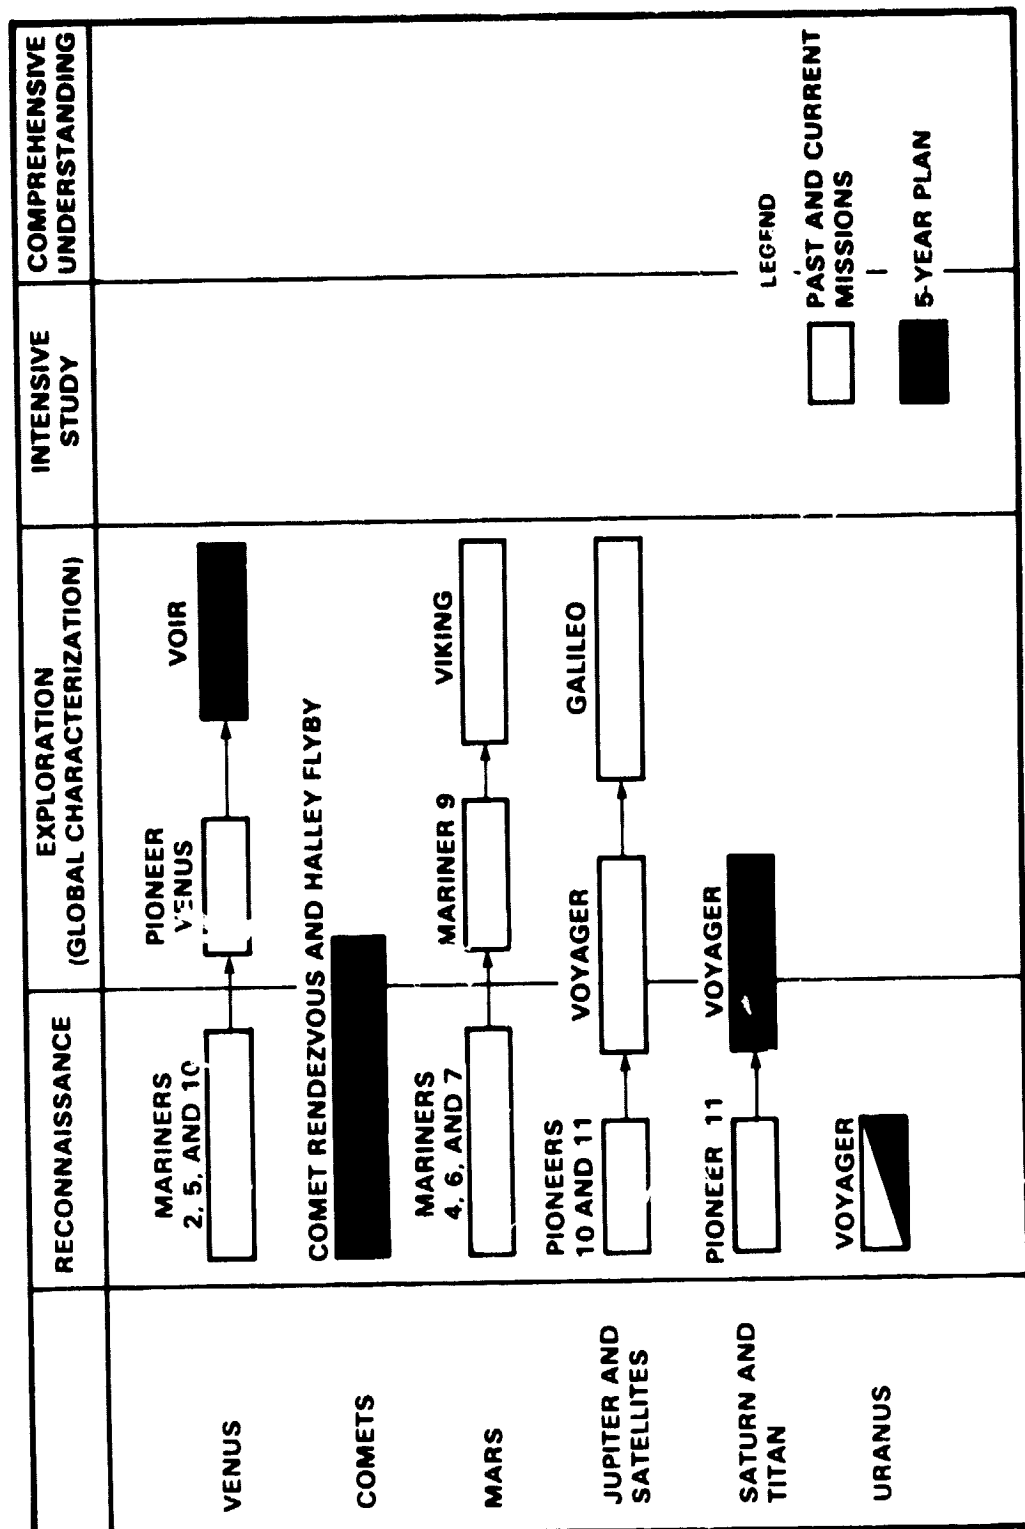 RECONNAISSANCE
EXPLORATION
(GLOBAL CHARACTERIZATION)
INTENSIVE
STUDY
COMPREHENSIVE
UNDERSTANDING
VENUS
MARINERS
2, 5, AND 10
PIONEER
VENUS
VOIR
COMETS
COMET RENDEZVOUS AND HALLEY FLYBY
MARS
MARINERS
4, 6, AND 7
MARINER 9
VIKING
JUPITER AND
SATELLITES
PIONEERS
10 AND 11
VOYAGER
GALILEO
SATURN AND
TITAN
PIONEER 11
VOYAGER
URANUS
VOYAGER
LEGEND
PAST AND CURRENT
MISSIONS
5-YEAR PLAN